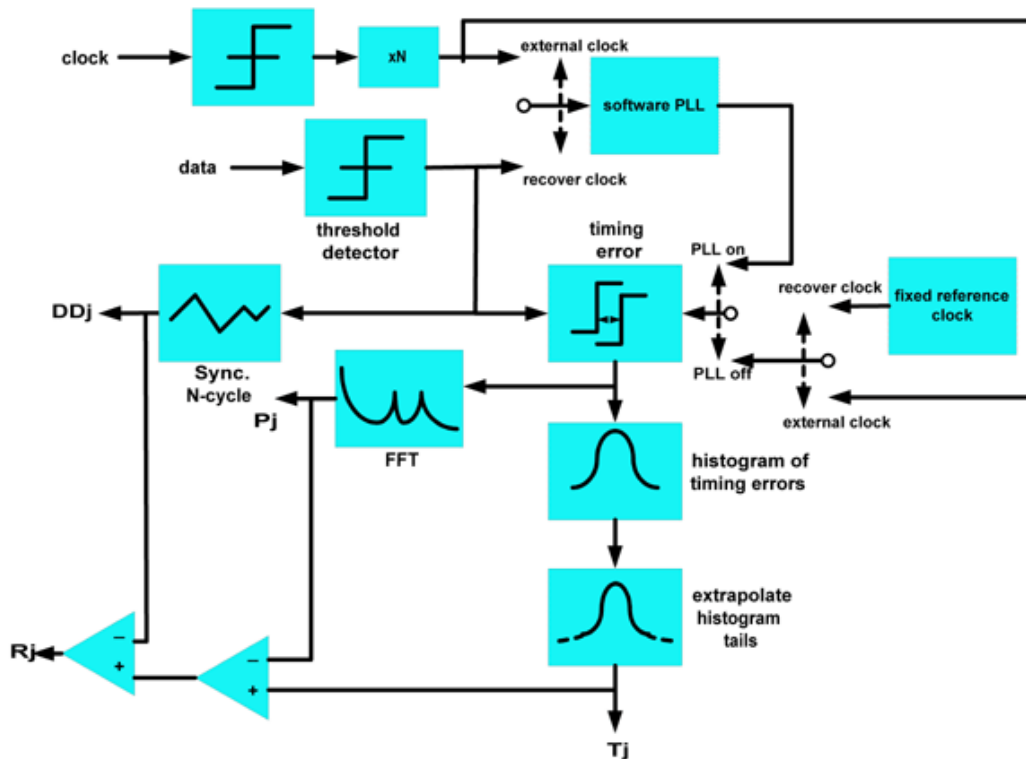 clock
xN
external clock
software PLL
data
recover clock
threshold
detector
timing
error
PLL on
recover clock
fixed reference
clock
DDj
Sync.
N-cycle
PLL off
external clock
Pj
FFT
histogram of
timing errors
extrapolate
histogram
tails
–
+
Rj
–
+
Tj